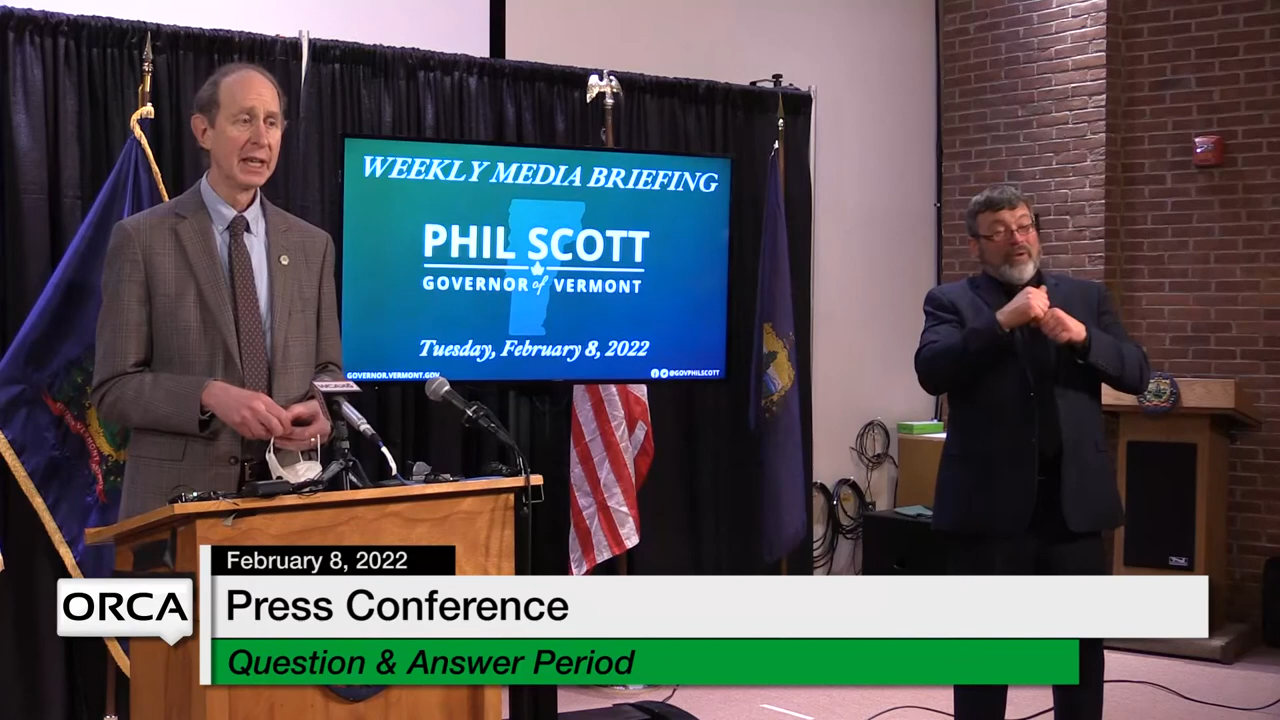 WEEKLY MEDIA BRIEFING
PHIL SCOTT
GOVERNOR of VERMONT
Tuesday, February 8, 2022
GOVERNOR.VERMONT.GOV
@GOVPHILSCOTT
February 8, 2022
ORCA
Press Conference
Question & Answer Period